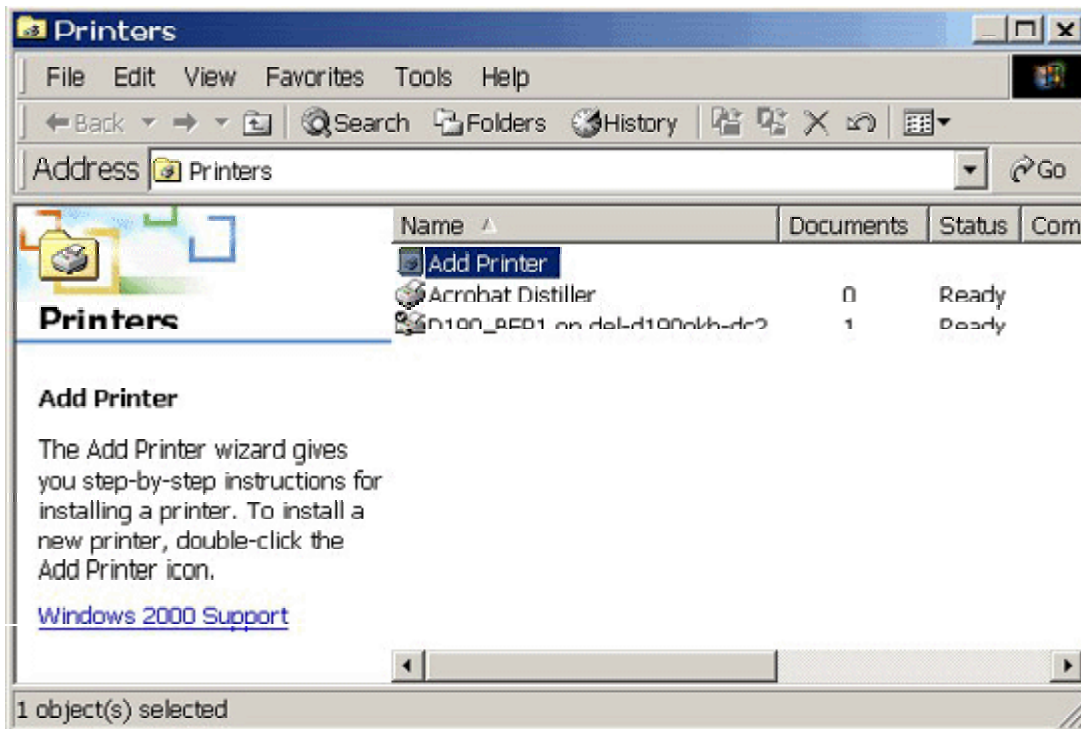 Printers
File Edit View Favorites Tools Help
Back Search Folders History
Address Printers Go
Name Documents Status Com
Add Printer
Acrobat Distiller 0 Ready
on 1 Ready
Printers
Add Printer
The Add Printer wizard gives
you step-by-step instructions for
installing a printer. To install a
new printer, double-click the
Add Printer icon.
Windows 2000 Support
1 object(s) selected